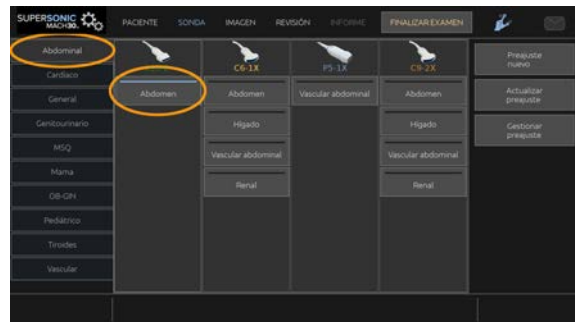 SUPERSONIC
MACH30.
PACIENTE SONDA IMAGEN REVISIÓN INFORME FINALIZAR EXAMEN
Abdominal
Cardíaco
General
Genitourinario
MSQ
Mama
OB-GIN
Pediátrico
Tiroides
Vascular
Abdomen
C6-1X
Abdomen
Hígado
Vascular abdominal
Renal
P5-1X
Vascular abdominal
C9-2X
Abdomen
Hígado
Vascular abdominal
Renal
Preajuste
nuevo
Actualizar
preajuste
Gestionar
preajuste